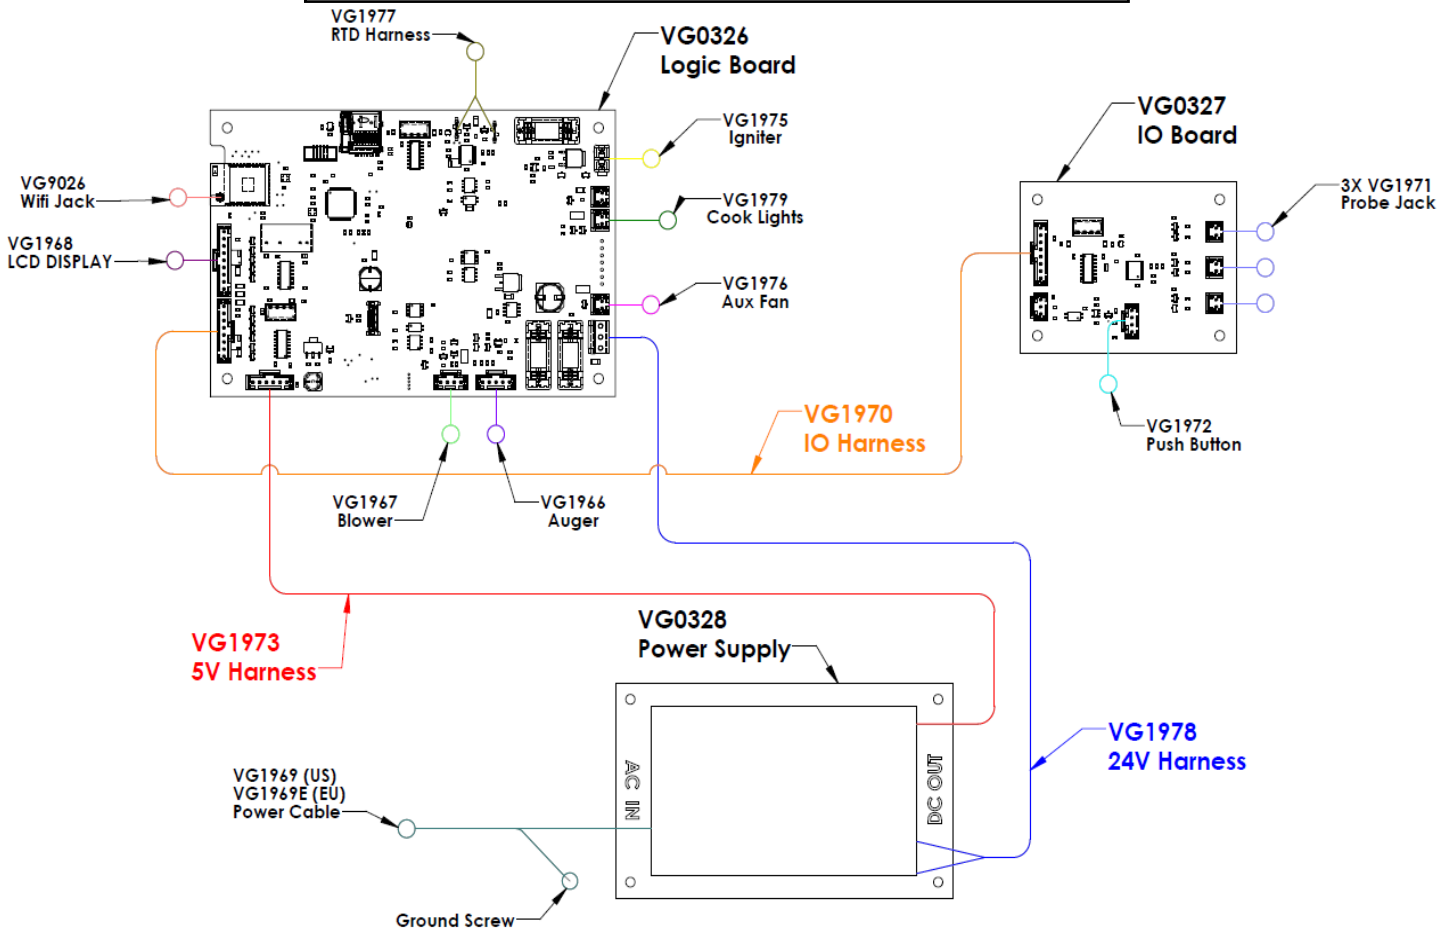 VG1977
RTD Harness
VG0326
Logic Board
VG1975
Igniter
VG0327
IO Board
VG9026
Wifi Jack
VG1979
Cook Lights
3X VG1971
Probe Jack
VG1968
LCD DISPLAY
VG1976
Aux Fan
VG1970
IO Harness
VG1972
Push Button
VG1967
Blower
VG1966
Auger
VG1973
5V Harness
VG0328
Power Supply
VG1978
24V Harness
AC IN
DC OUT
VG1969 (US)
VG1969E (EU)
Power Cable
Ground Screw